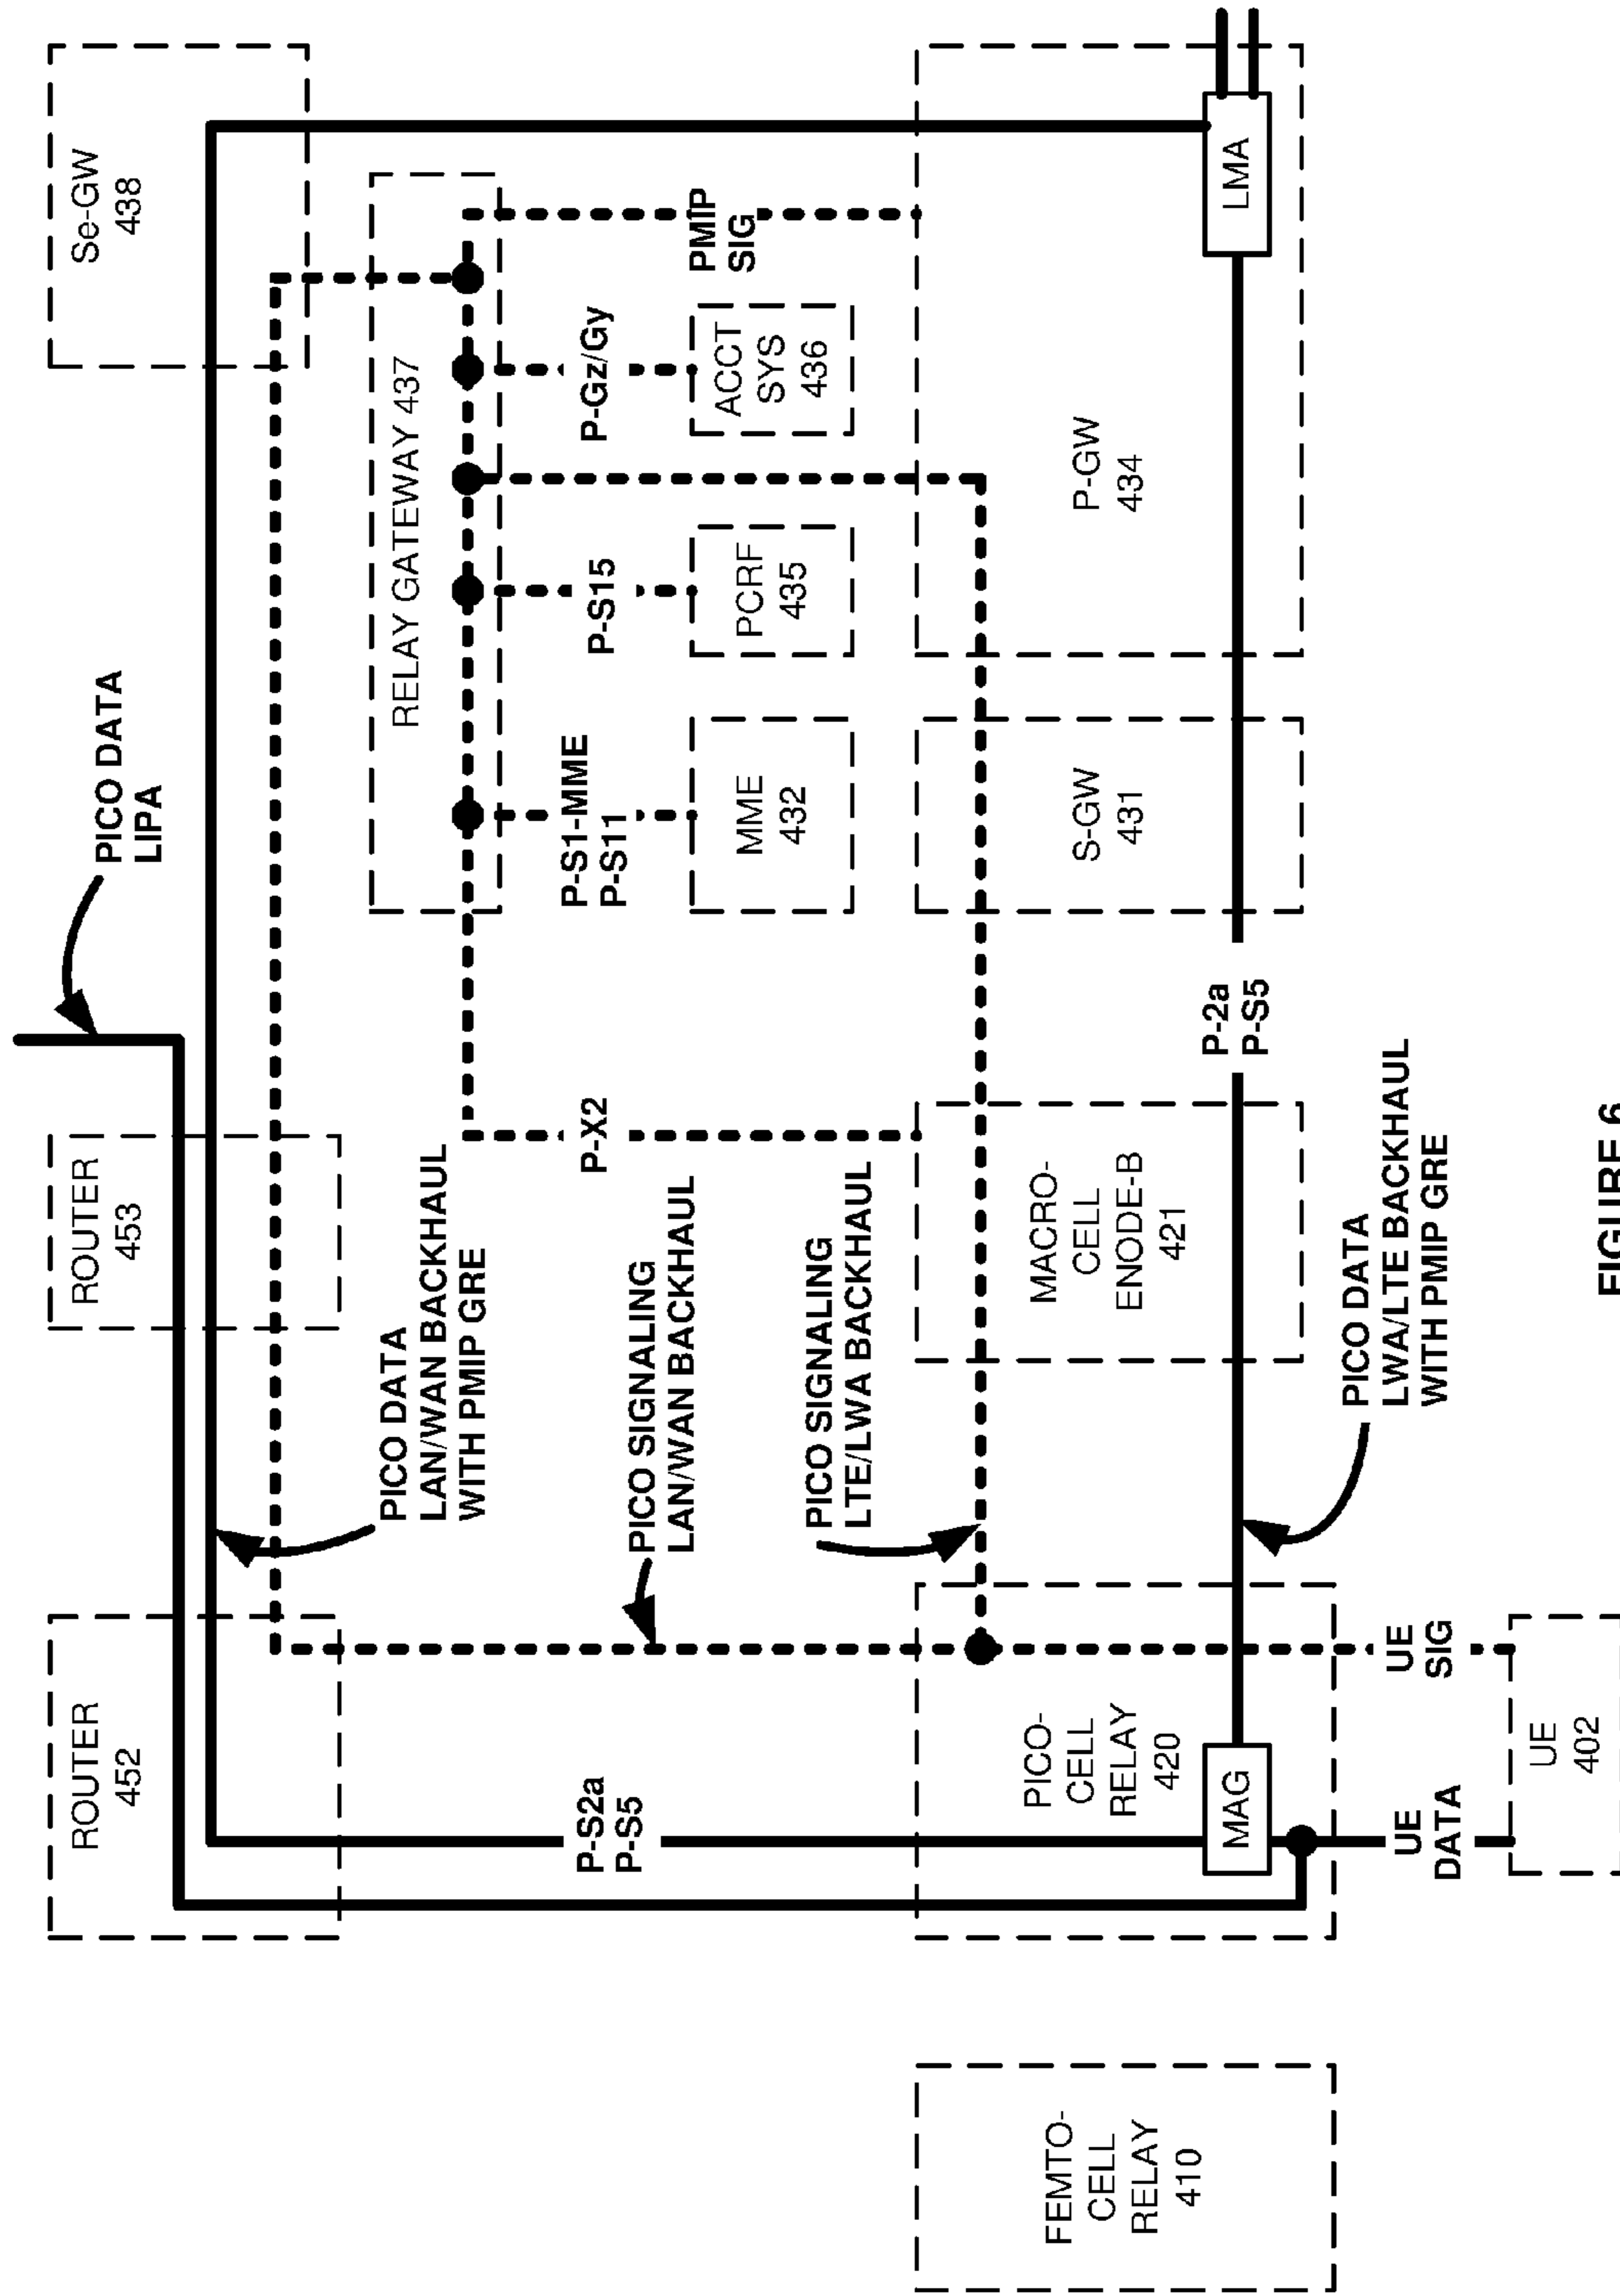 ROUTER
452
ROUTER
453
PICO DATA
LIPA
Se-GW
438
PICO DATA
LAN/WAN BACKHAUL
WITH PMIP GRE
RELAY GATEWAY 437
P-S2a
P-S5
PICO SIGNALING
LAN/WAN BACKHAUL
P-X2
P-S1-MME
P-S11
P-S15
P-Gz/Gy
PMIP
SIG
PICO SIGNALING
LTE/LWA BACKHAUL
MME
432
PCRF
435
ACCT
SYS
436
FEMTO-
CELL
RELAY
410
PICO-
CELL
RELAY
420
MACRO-
CELL
ENODE-B
421
S-GW
431
P-GW
434
MAG
P-2a
P-S5
LMA
UE
DATA
UE
SIG
PICO DATA
LWA/LTE BACKHAUL
WITH PMIP GRE
UE
402
FIGURE 6